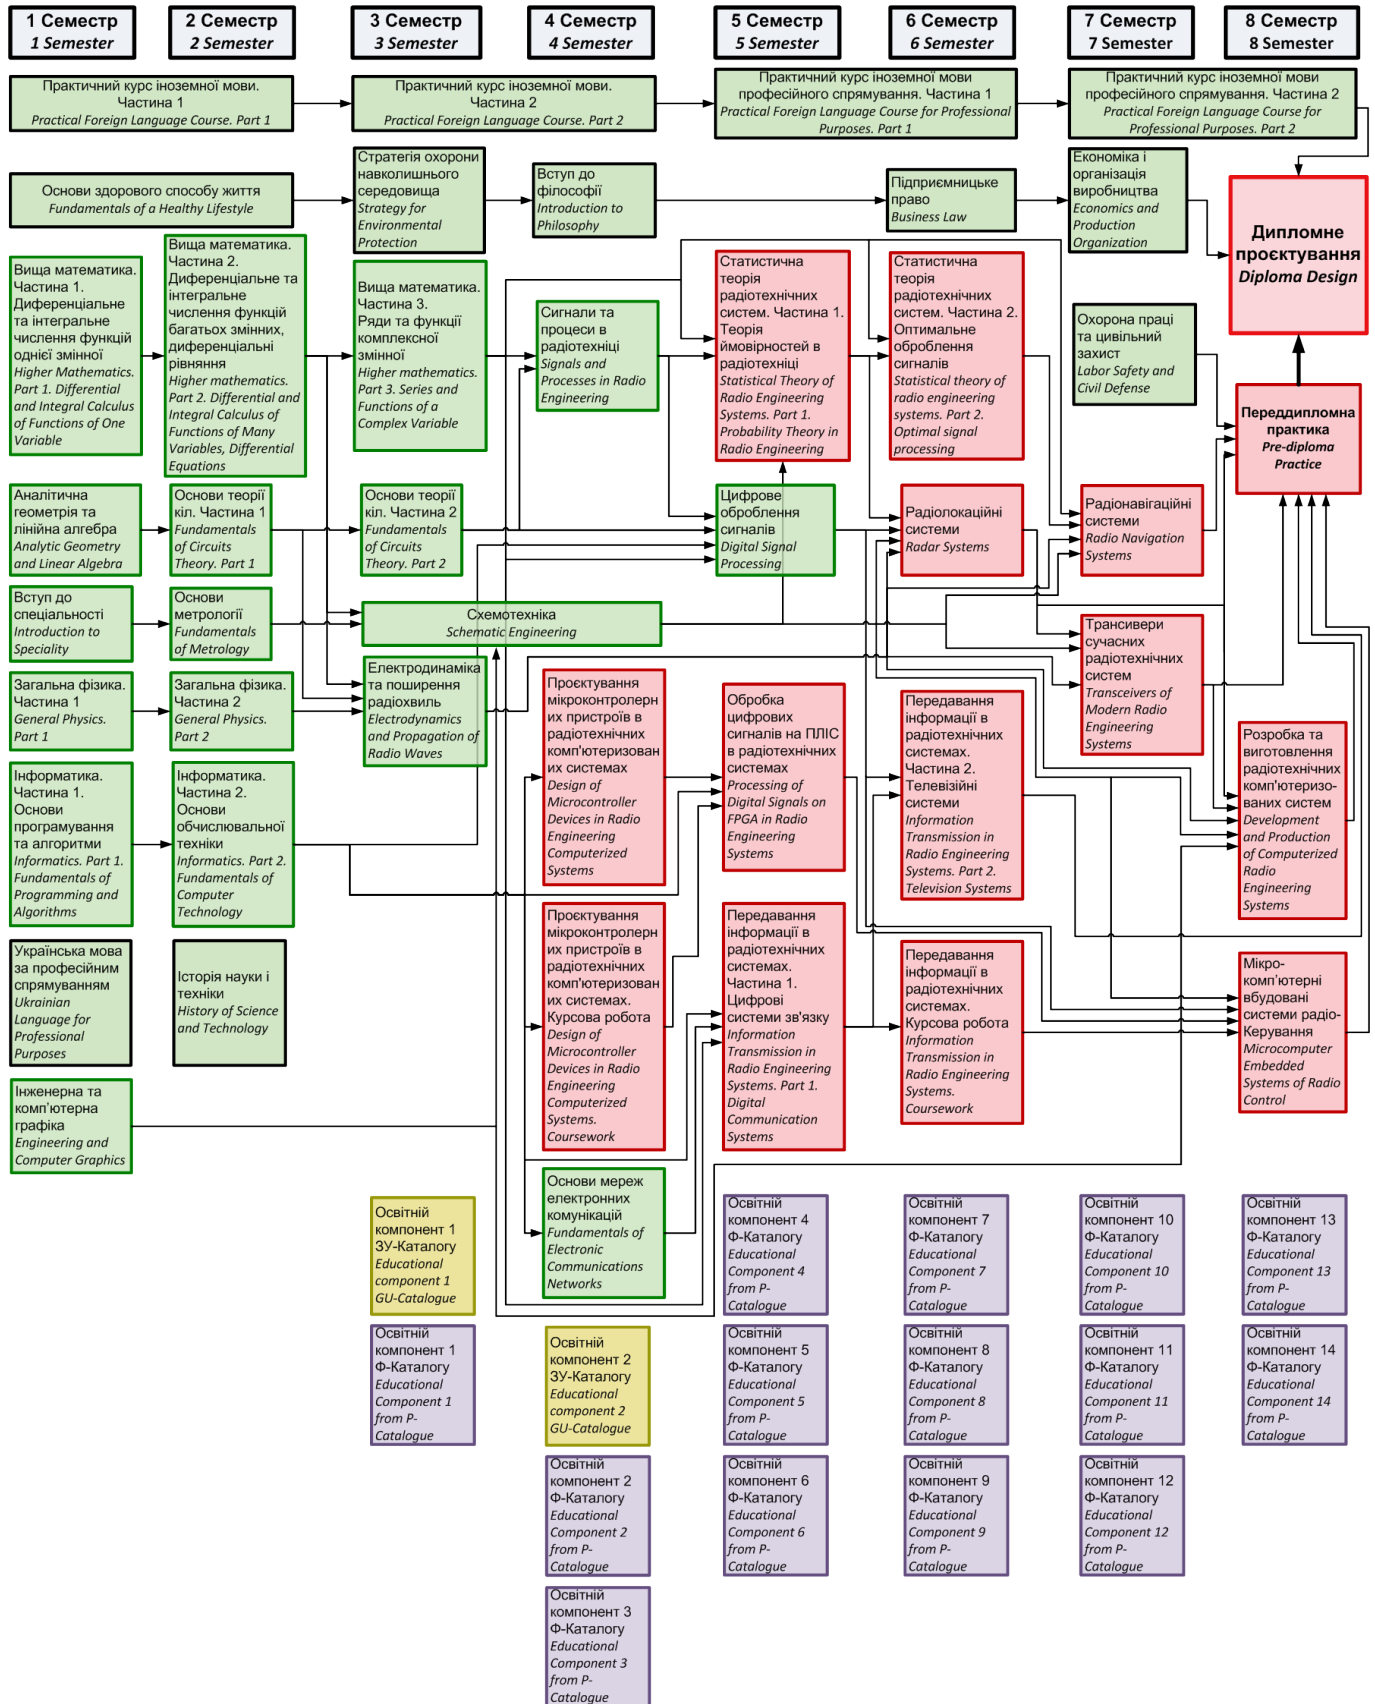 1 Семестр
1 Semester
2 Семестр
2 Semester
3 Семестр
3 Semester
4 Семестр
4 Semester
5 Семестр
5 Semester
6 Семестр
6 Semester
7 Семестр
7 Semester
8 Семестр
8 Semester
Практичний курс іноземної мови.
Частина 1
Practical Foreign Language Course. Part 1
Практичний курс іноземної мови.
Частина 2
Practical Foreign Language Course. Part 2
Практичний курс іноземної мови
професійного спрямування. Частина 1
Practical Foreign Language Course for Professional
Purposes. Part 1
Практичний курс іноземної мови
професійного спрямування. Частина 2
Practical Foreign Language Course for
Professional Purposes. Part 2
Основи здорового способу життя
Fundamentals of a Healthy Lifestyle
Стратегія охорони
навколишнього
середовища
Strategy for
Environmental
Protection
Вступ до
філософії
Introduction to
Philosophy
Підприємницьке
право
Business Law
Економіка і
організація
виробництва
Economics and
Production
Organization
Дипломне
проєктування
Diploma Design
Вища математика.
Частина 1.
Диференціальне
та інтегральне
числення функцій
однієї змінної
Higher Mathematics.
Part 1. Differential
and Integral Calculus
of Functions of One
Variable
Вища математика.
Частина 2.
Диференціальне та
інтегральне
числення функцій
багатьох змінних,
диференціальні
рівняння
Higher mathematics.
Part 2. Differential and
Integral Calculus of
Functions of Many
Variables, Differential
Equations
Вища математика.
Частина 3.
Ряди та функції
комплексної
змінної
Higher mathematics.
Part 3. Series and
Functions of a
Complex Variable
Сигнали та
процеси в
радіотехніці
Signals and
Processes in Radio
Engineering
Статистична
теорія
радіотехнічних
систем. Частина 1.
Теорія
ймовірностей в
радіотехніці
Statistical Theory of
Radio Engineering
Systems. Part 1.
Probability Theory in
Radio Engineering
Статистична
теорія
радіотехнічних
систем. Частина 2.
Оптимальне
оброблення
сигналів
Statistical theory of
radio engineering
systems. Part 2.
Optimal signal
processing
Охорона праці
та цивільний
захист
Labor Safety and
Civil Defense
Переддипломна
практика
Pre-diploma
Practice
Аналітична
геометрія та
лінійна алгебра
Analytic Geometry
and Linear Algebra
Основи теорії
кіл. Частина 1
Fundamentals
of Circuits
Theory. Part 1
Основи теорії
кіл. Частина 2
Fundamentals
of Circuits
Theory. Part 2
Цифрове
оброблення
сигналів
Digital Signal
Processing
Радіолокаційні
системи
Radar Systems
Радіонавігаційні
системи
Radio Navigation
Systems
Вступ до
спеціальності
Introduction to
Speciality
Основи
метрології
Fundamentals
of Metrology
Схемотехніка
Schematic Engineering
Трансивери
сучасних
радіотехнічних
систем
Transceivers of
Modern Radio
Engineering
Systems
Загальна фізика.
Частина 1
General Physics.
Part 1
Загальна фізика.
Частина 2
General Physics.
Part 2
Електродинаміка
та поширення
радіохвиль
Electrodynamics
and Propagation of
Radio Waves
Проєктування
мікроконтролерн
их пристроїв в
радіотехнічних
комп'ютеризован
их системах
Design of
Microcontroller
Devices in Radio
Engineering
Computerized
Systems
Обробка
цифрових
сигналів на ПЛІС
в радіотехнічних
системах
Processing of
Digital Signals on
FPGA in Radio
Engineering
Systems
Передавання
інформації в
радіотехнічних
системах.
Частина 2.
Телевізійні
системи
Information
Transmission in
Radio Engineering
Systems. Part 2.
Television Systems
Розробка та
виготовлення
радіотехнічних
комп'ютеризо-
ваних систем
Development
and Production
of Computerized
Radio
Engineering
Systems
Інформатика.
Частина 1.
Основи
програмування
та алгоритми
Informatics. Part 1.
Fundamentals of
Programming and
Algorithms
Інформатика.
Частина 2.
Основи
обчислювальної
техніки
Informatics. Part 2.
Fundamentals of
Computer
Technology
Українська мова
за професійним
спрямуванням
Ukrainian
Language for
Professional
Purposes
Історія науки і
техніки
History of Science
and Technology
Проєктування
мікроконтролерн
их пристроїв в
радіотехнічних
комп'ютеризован
их системах.
Курсова робота
Design of
Microcontroller
Devices in Radio
Engineering
Computerized
Systems.
Coursework
Передавання
інформації в
радіотехнічних
системах.
Частина 1.
Цифрові
системи зв'язку
Information
Transmission in
Radio Engineering
Systems. Part 1.
Digital
Communication
Systems
Передавання
інформації в
радіотехнічних
системах.
Курсова робота
Information
Transmission in
Radio Engineering
Systems.
Coursework
Мікро-
комп'ютерні
вбудовані
системи радіо-
Керування
Microcomputer
Embedded
Systems of Radio
Control
Інженерна та
комп'ютерна
графіка
Engineering and
Computer Graphics
Основи мереж
електронних
комунікацій
Fundamentals of
Electronic
Communications
Networks
Освітній
компонент 1
ЗУ-Каталогу
Educational
component 1
GU-Catalogue
Освітній
компонент 4
Ф-Каталогу
Educational
Component 4
from P-
Catalogue
Освітній
компонент 7
Ф-Каталогу
Educational
Component 7
from P-
Catalogue
Освітній
компонент 10
Ф-Каталогу
Educational
Component 10
from P-
Catalogue
Освітній
компонент 13
Ф-Каталогу
Educational
Component 13
from P-
Catalogue
Освітній
компонент 1
Ф-Каталогу
Educational
Component 1
from P-
Catalogue
Освітній
компонент 2
ЗУ-Каталогу
Educational
component 2
GU-Catalogue
Освітній
компонент 5
Ф-Каталогу
Educational
Component 5
from P-
Catalogue
Освітній
компонент 8
Ф-Каталогу
Educational
Component 8
from P-
Catalogue
Освітній
компонент 11
Ф-Каталогу
Educational
Component 11
from P-
Catalogue
Освітній
компонент 14
Ф-Каталогу
Educational
Component 14
from P-
Catalogue
Освітній
компонент 2
Ф-Каталогу
Educational
Component 2
from P-
Catalogue
Освітній
компонент 6
Ф-Каталогу
Educational
Component 6
from P-
Catalogue
Освітній
компонент 9
Ф-Каталогу
Educational
Component 9
from P-
Catalogue
Освітній
компонент 12
Ф-Каталогу
Educational
Component 12
from P-
Catalogue
Освітній
компонент 3
Ф-Каталогу
Educational
Component 3
from P-
Catalogue